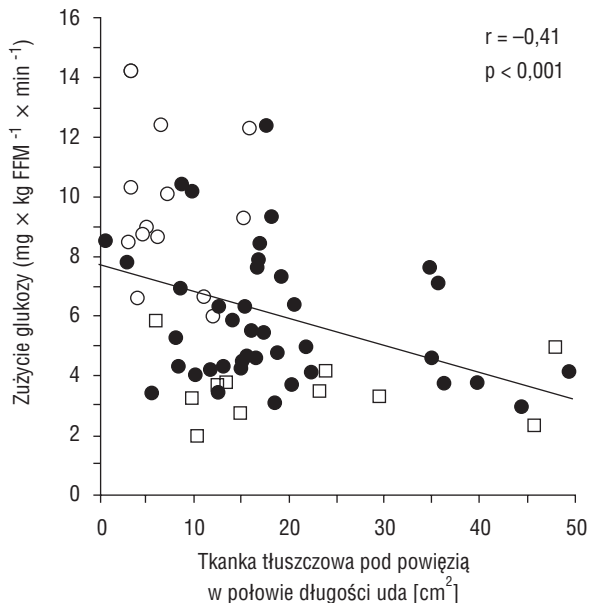 16
14
12
10
8
6
4
2
0
Zużycie glukozy (mg × kg FFM⁻¹ × min⁻¹)
r = –0,41
p < 0,001
0 10 20 30 40 50
Tkanka tłuszczowa pod powięzią
w połowie długości uda [cm²]